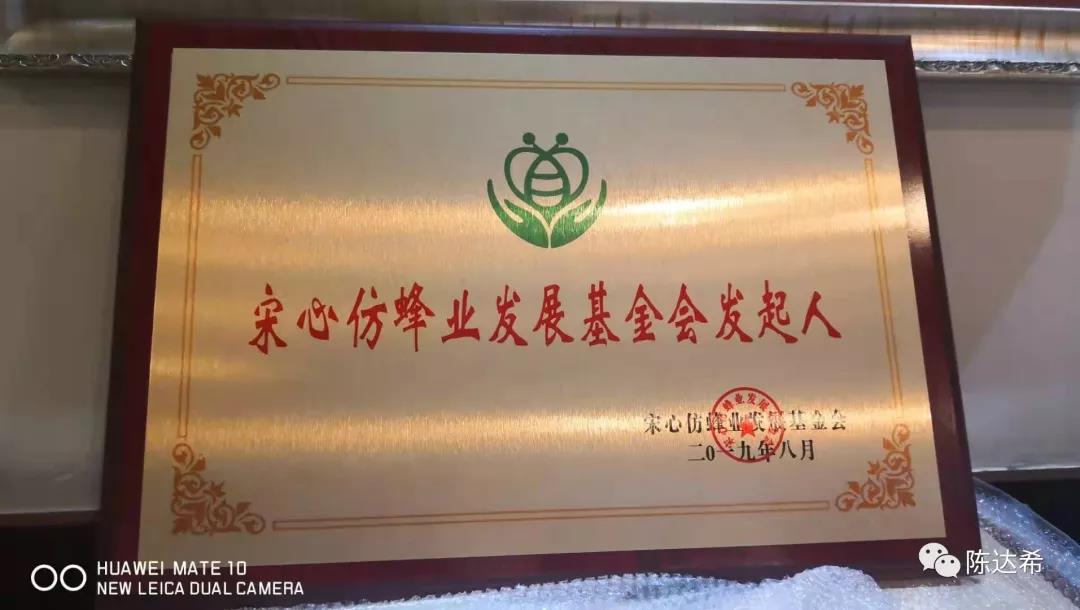 宋心仿蜂业发展基金会发起人
宋心仿蜂业发展基金会
二0一九年八月
HUAWEI MATE 10
NEW LEICA DUAL CAMERA
陈达希